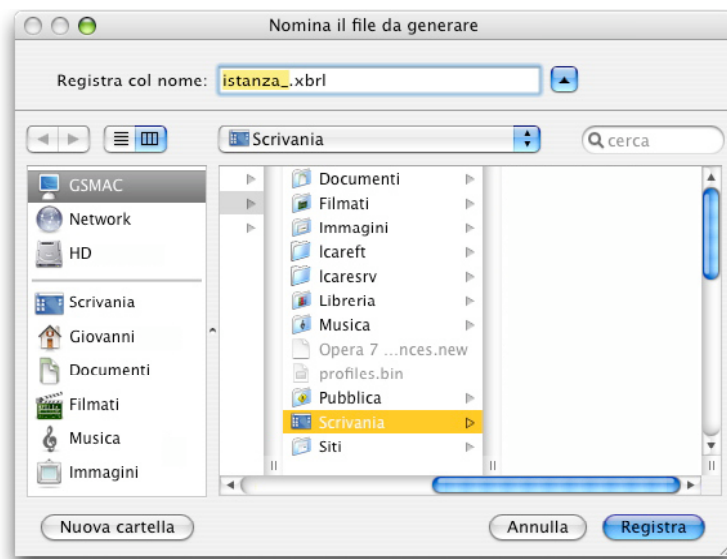 Nomina il file da generare
Registra col nome: istanza_.xbrl
Scrivania
cerca
GSMAC
Network
HD
Scrivania
Giovanni
Documenti
Filmati
Musica
Immagini
Documenti
Filmati
Immagini
Icareft
Icaresrv
Libreria
Musica
Opera 7 ...nces.new
profiles.bin
Pubblica
Scrivania
Siti
Nuova cartella
Annulla
Registra